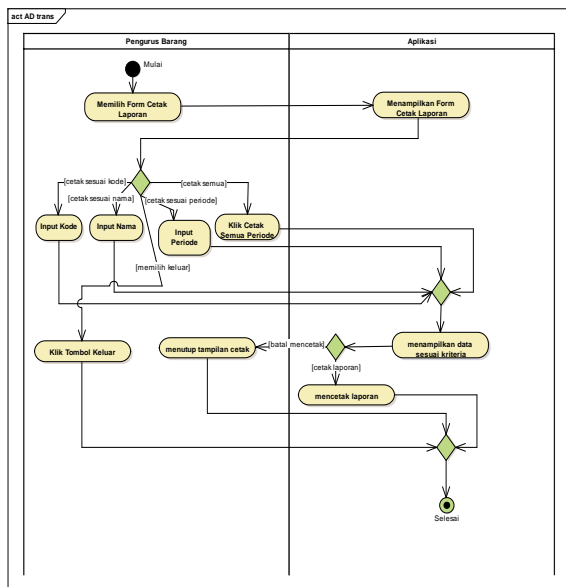 act AD trans
Pengurus Barang
Aplikasi
Mulai
Memilih Form Cetak
Laporan
Menampilkan Form
Cetak Laporan
[cetak sesuai kode]
[cetak semua]
[cetak sesuai nama]
[cetak sesuai periode]
Input Kode
Input Nama
Input
Periode
Klik Cetak
Semua Periode
[memilih keluar]
Klik Tombol Keluar
menutup tampilan cetak
[batal mencetak]
menampilkan data
sesuai kriteria
[cetak laporan]
mencetak laporan
Selesai